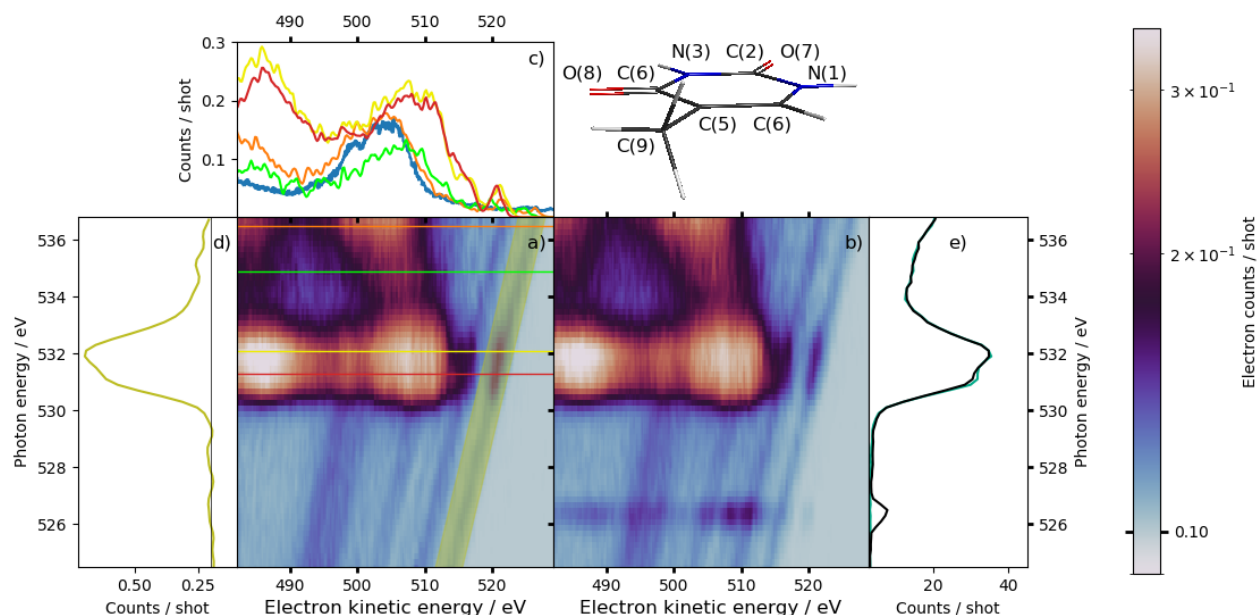 490 500 510 520
0.3
0.2
0.1
Counts / shot
c)
N(3) C(2) O(7)
O(8) C(6) N(1)
C(5) C(6)
C(9)
3 × 10⁻¹
2 × 10⁻¹
0.10
Electron counts / shot
536
534
532
530
528
526
Photon energy / eV
d)
a)
b)
e)
536
534
532
530
528
526
Photon energy / eV
0.50 0.25
Counts / shot
490 500 510 520
Electron kinetic energy / eV
490 500 510 520
Electron kinetic energy / eV
20 40
Counts / shot